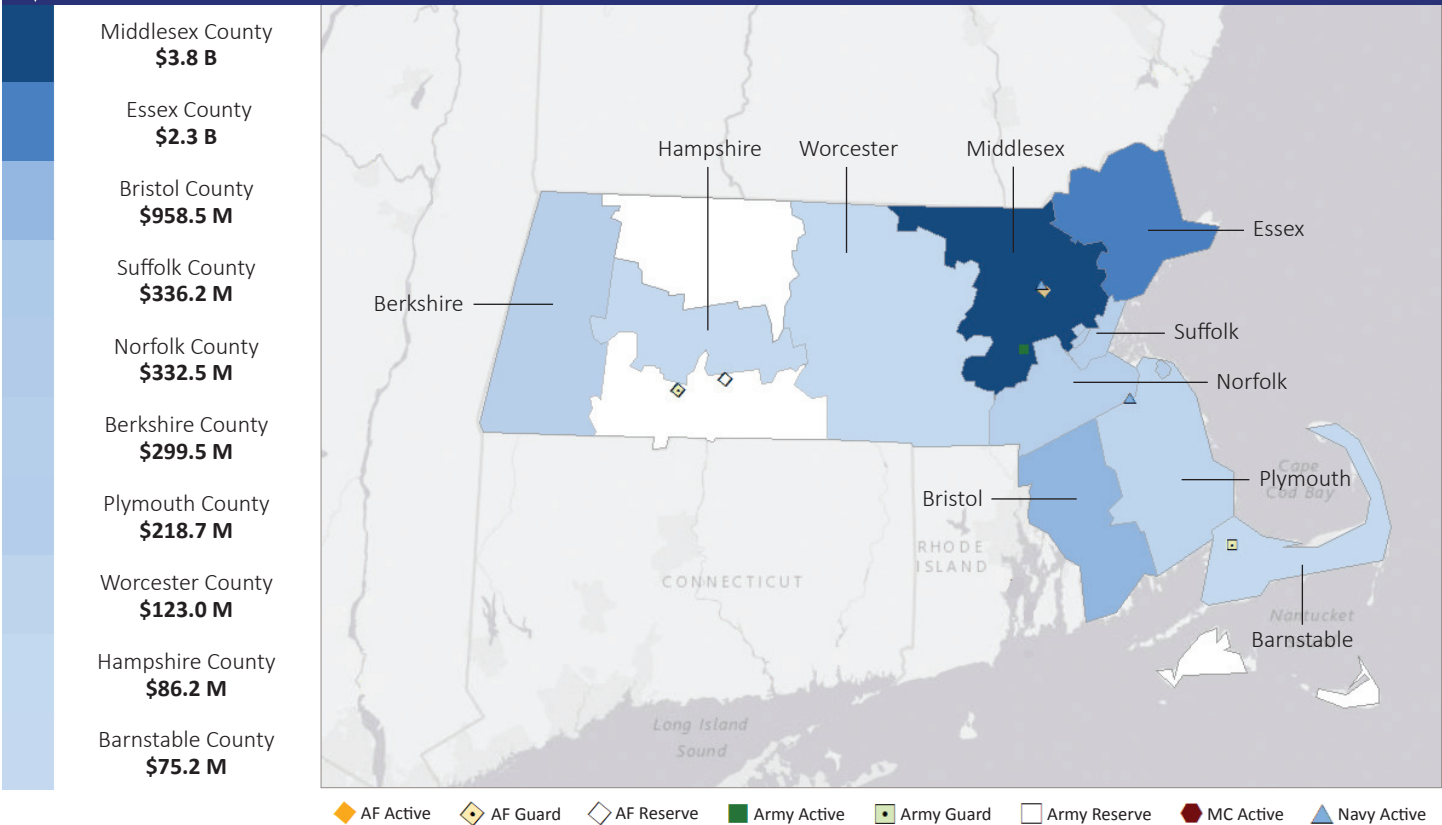 Middlesex County
$3.8 B
Essex County
$2.3 B
Bristol County
$958.5 M
Suffolk County
$336.2 M
Norfolk County
$332.5 M
Berkshire County
$299.5 M
Plymouth County
$218.7 M
Worcester County
$123.0 M
Hampshire County
$86.2 M
Barnstable County
$75.2 M
Hampshire
Worcester
Middlesex
Essex
Berkshire
Suffolk
Norfolk
Plymouth
Bristol
Barnstable
Cape
Cod Bay
RHODE
ISLAND
CONNECTICUT
Nantucket
Long Island
Sound
AF Active
AF Guard
AF Reserve
Army Active
Army Guard
Army Reserve
MC Active
Navy Active